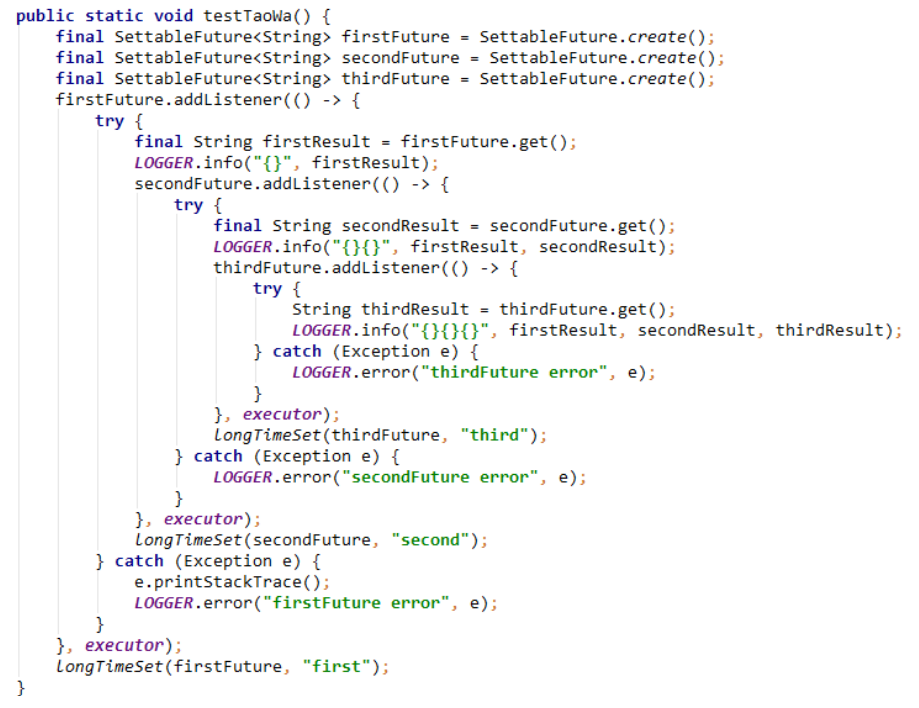 public static void testTaoWa() {
    final SettableFuture<String> firstFuture = SettableFuture.create();
    final SettableFuture<String> secondFuture = SettableFuture.create();
    final SettableFuture<String> thirdFuture = SettableFuture.create();
    firstFuture.addListener(() -> {
        try {
            final String firstResult = firstFuture.get();
            LOGGER.info("{}", firstResult);
            secondFuture.addListener(() -> {
                try {
                    final String secondResult = secondFuture.get();
                    LOGGER.info("{}{}", firstResult, secondResult);
                    thirdFuture.addListener(() -> {
                        try {
                            String thirdResult = thirdFuture.get();
                            LOGGER.info("{}{}{}", firstResult, secondResult, thirdResult);
                        } catch (Exception e) {
                            LOGGER.error("thirdFuture error", e);
                        }
                    }, executor);
                    longTimeSet(thirdFuture, "third");
                } catch (Exception e) {
                    LOGGER.error("secondFuture error", e);
                }
            }, executor);
            longTimeSet(secondFuture, "second");
        } catch (Exception e) {
            e.printStackTrace();
            LOGGER.error("firstFuture error", e);
        }
    }, executor);
    longTimeSet(firstFuture, "first");
}